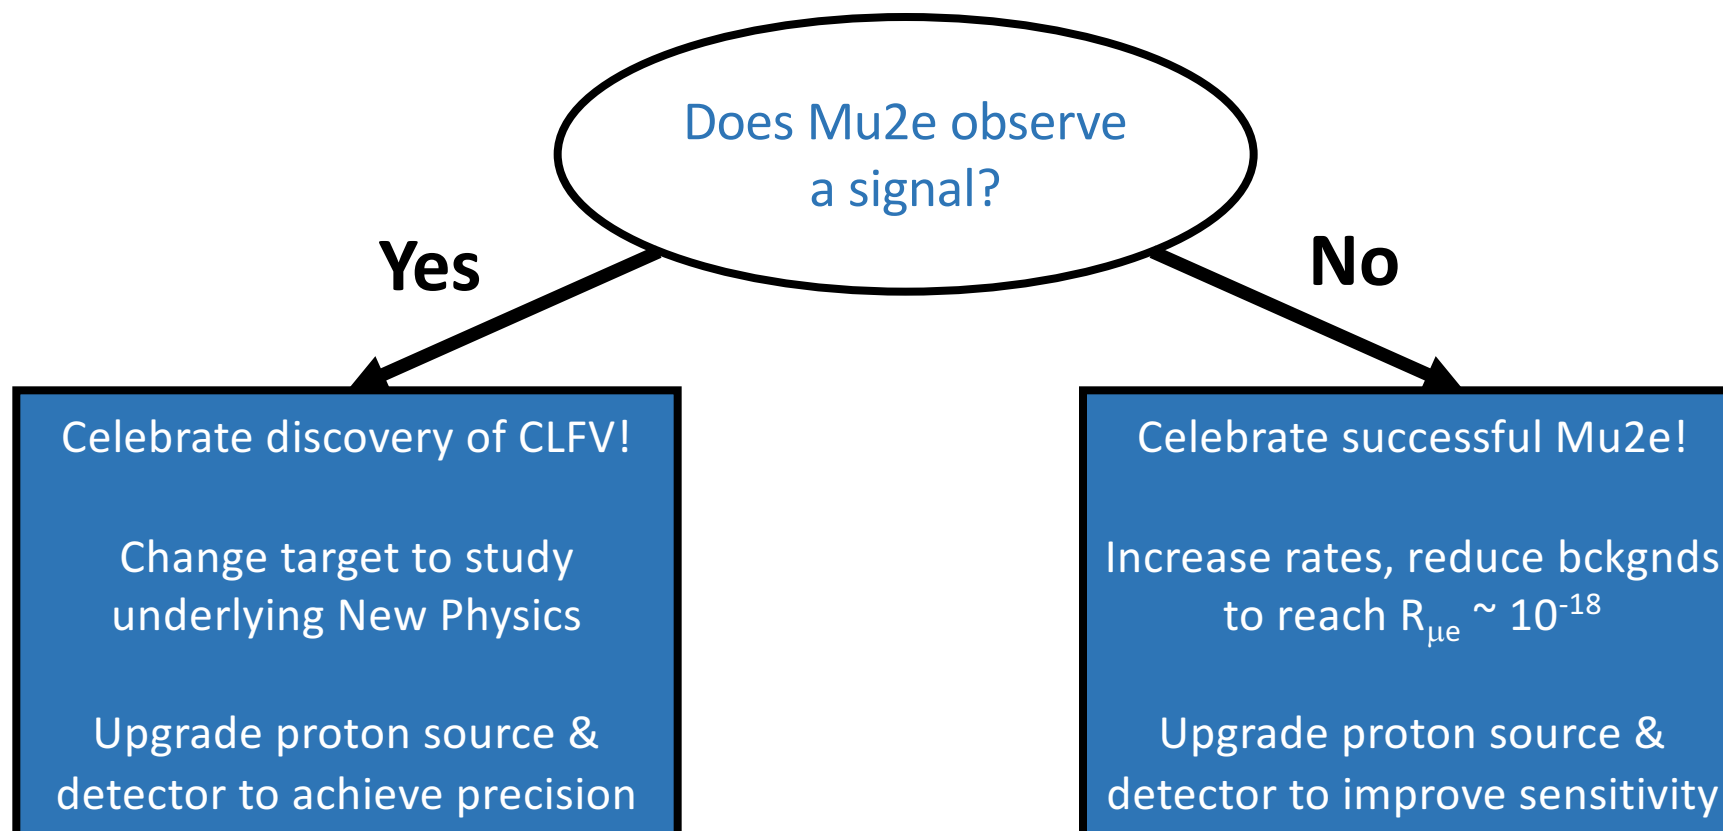 Does Mu2e observe
a signal?
Yes
No
Celebrate discovery of CLFV!
Change target to study
underlying New Physics
Upgrade proton source &
detector to achieve precision
Celebrate successful Mu2e!
Increase rates, reduce bckgnds
to reach Rμe ~ 10-18
Upgrade proton source &
detector to improve sensitivity